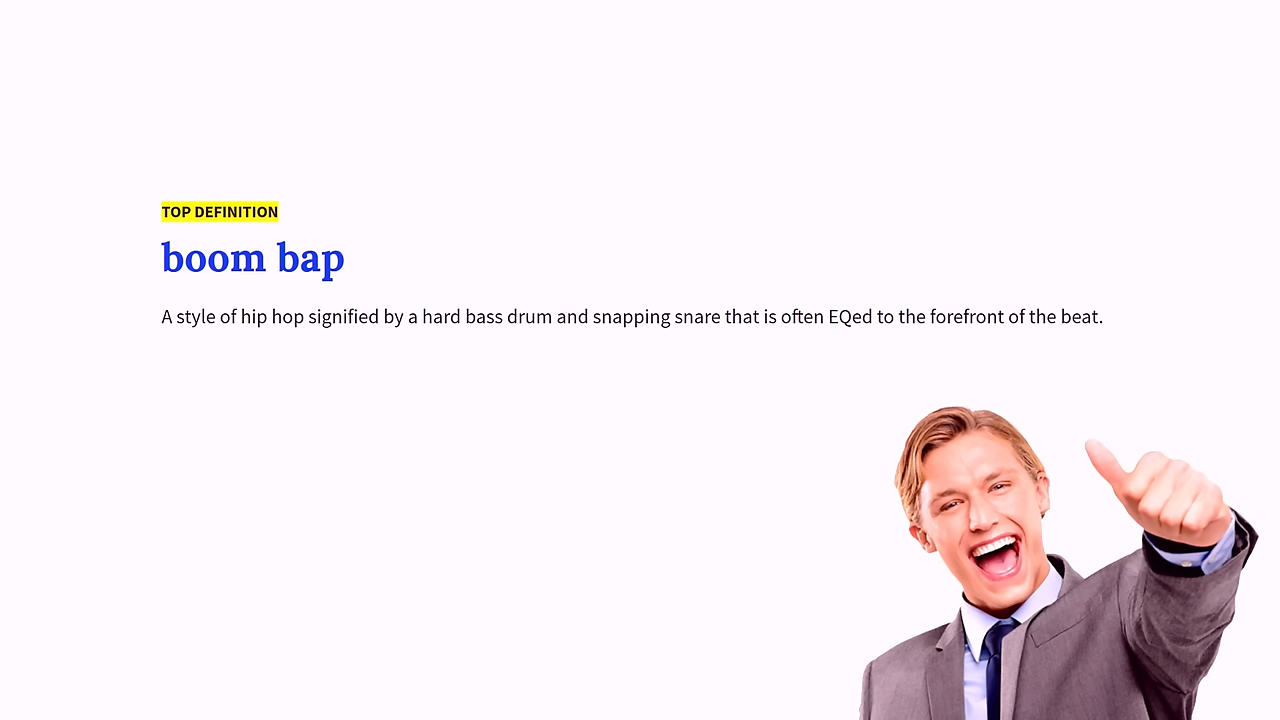 TOP DEFINITION
boom bap
A style of hip hop signified by a hard bass drum and snapping snare that is often EQed to the forefront of the beat.